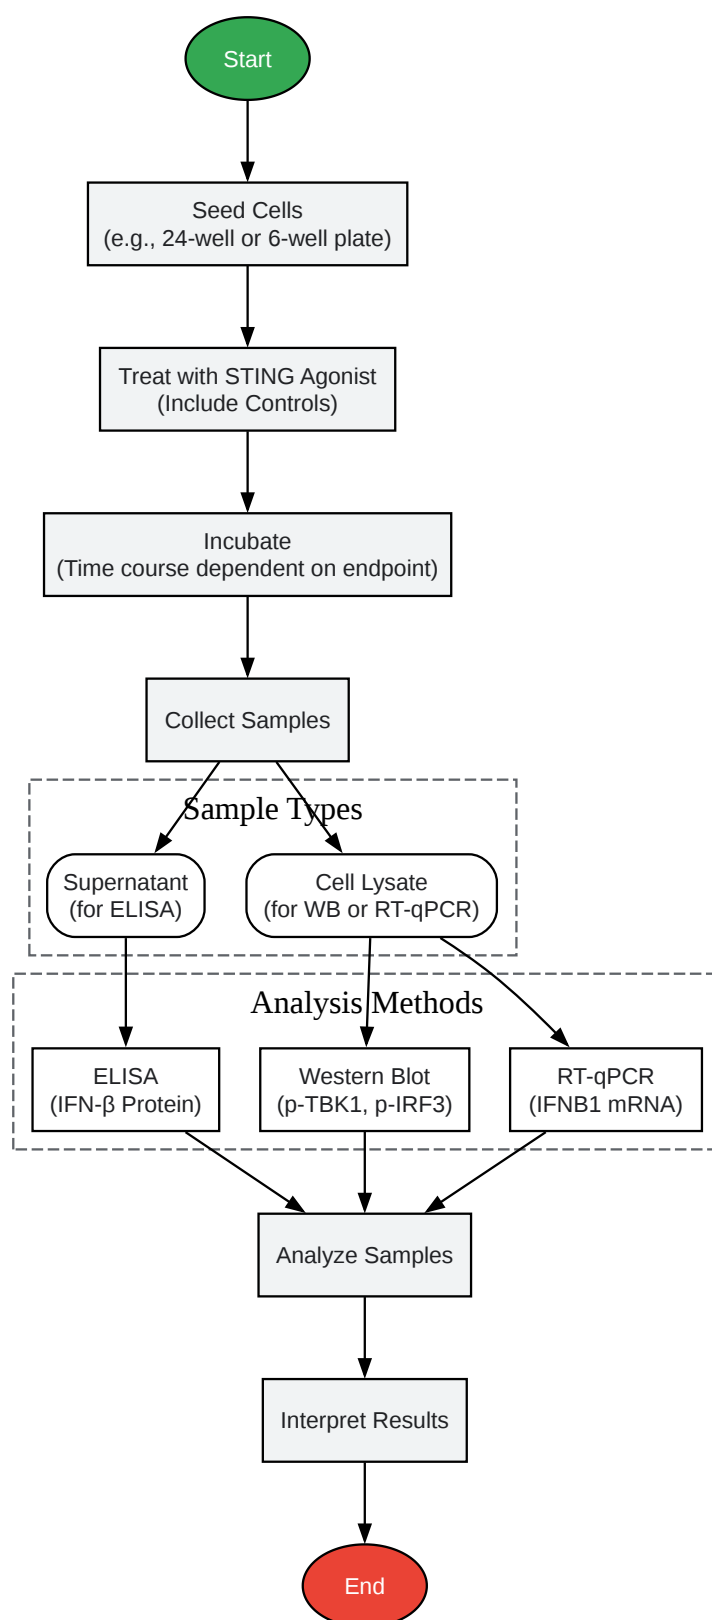 Start
Seed Cells
(e.g., 24-well or 6-well plate)
Treat with STING Agonist
(Include Controls)
Incubate
(Time course dependent on endpoint)
Collect Samples
Sample Types
Supernatant
(for ELISA)
Cell Lysate
(for WB or RT-qPCR)
Analysis Methods
ELISA
(IFN-β Protein)
Western Blot
(p-TBK1, p-IRF3)
RT-qPCR
(IFNB1 mRNA)
Analyze Samples
Interpret Results
End